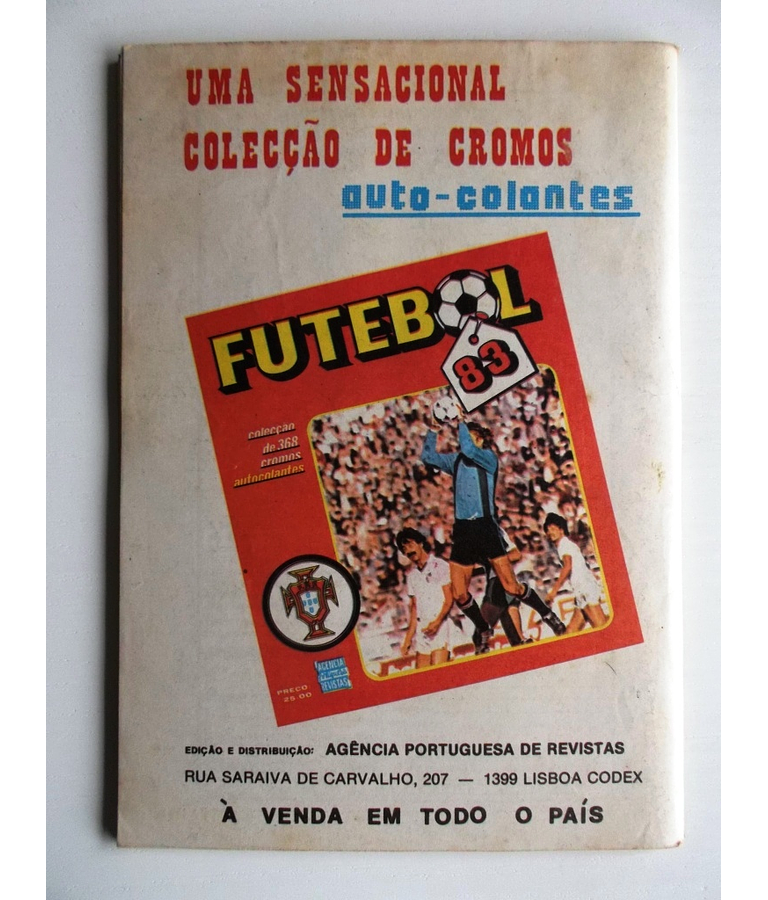 UMA SENSACIONAL
COLECÇÃO DE CROMOS
auto-colantes
FUTEBOL
83
colecção
de 368
cromos
autocolantes
PREÇO
25.00
AGENCIA
EDIÇÃO E DISTRIBUIÇÃO: AGÊNCIA PORTUGUESA DE REVISTAS
RUA SARAIVA DE CARVALHO, 207 — 1399 LISBOA CODEX
À VENDA EM TODO O PAÍS